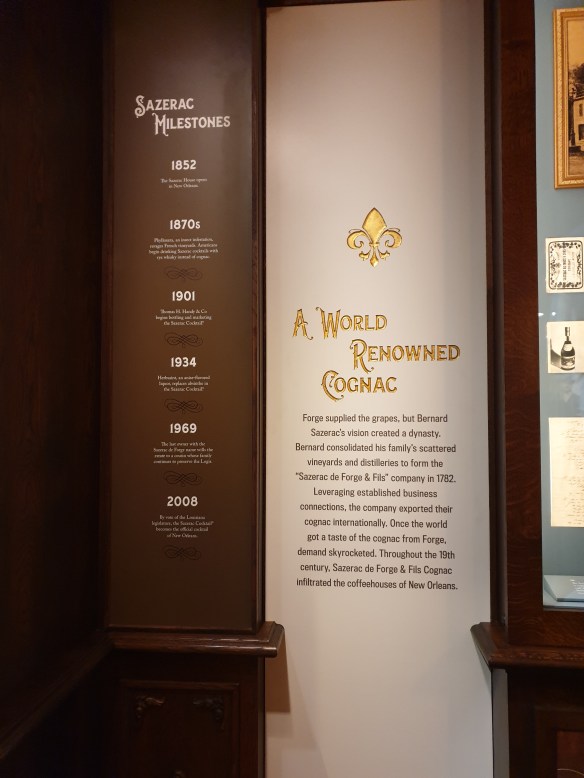 SAZERAC
MILESTONES
1852
The Sazerac House opens
in New Orleans.
1870s
Phylloxera, an insect infestation,
ravages French vineyards. Americans
begin drinking Sazerac cocktails with
rye whiskey instead of cognac.
1901
Thomas H. Handy & Co
begins bottling and marketing
the Sazerac Cocktail®
1934
Herbsaint, an anise-flavored
liquor, replaces absinthe in
the Sazerac Cocktail®
1969
The last owner with the
Sazerac de Forge name wills the
estate to a cousin whose family
continues to preserve the
2008
By vote of the Louisiana
legislature, the Sazerac Cocktail®
becomes the official cocktail
of New Orleans.
A WORLD
RENOWNED
COGNAC
Forge supplied the grapes, but Bernard
Sazerac's vision created a dynasty.
Bernard consolidated his family's scattered
vineyards and distilleries to form the
"Sazerac de Forge & Fils" company in 1782.
Leveraging established business
connections, the company exported their
cognac internationally. Once the world
got a taste of the cognac from Forge,
demand skyrocketed. Throughout the 19th
century, Sazerac de Forge & Fils Cognac
infiltrated the coffeehouses of New Orleans.